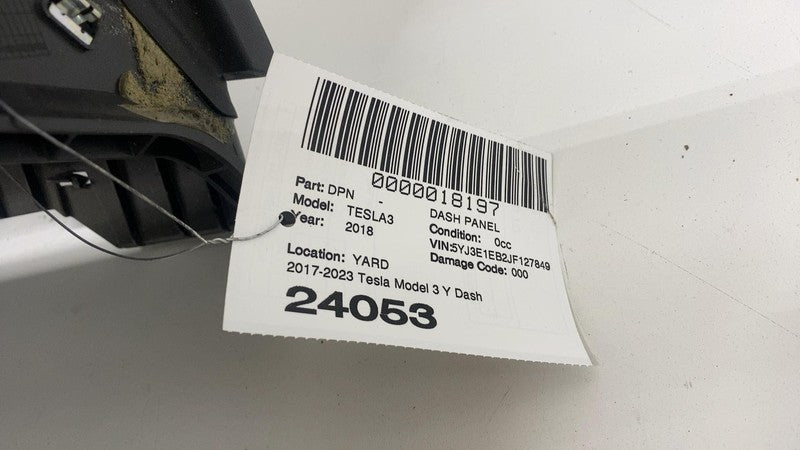 0000018197
Part: DPN - DASH PANEL
Model: TESLA3 Condition: 0cc
Year: 2018 VIN:5YJ3E1EB2JF127849
Damage Code: 000
Location: YARD
2017-2023 Tesla Model 3 Y Dash
24053